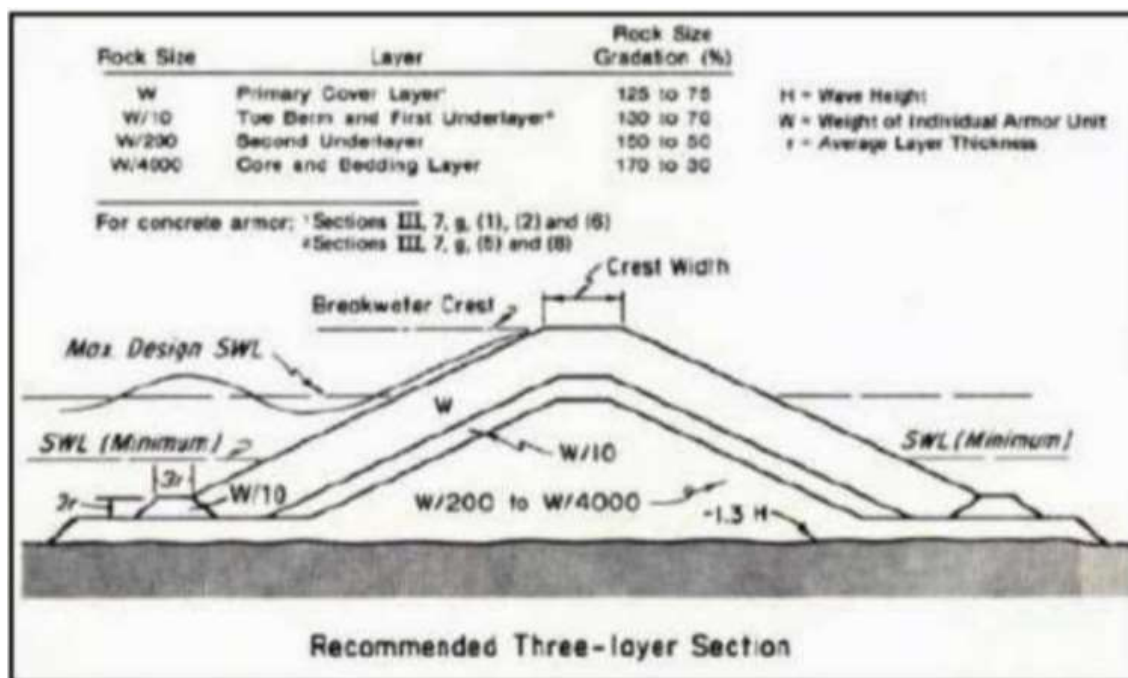 Rock Size Layer Rock Size Gradation (%)
W Primary Cover Layer¹ 125 to 75
W/10 Toe Berm and First Underlayer² 130 to 70
W/200 Second Underlayer 150 to 50
W/4000 Core and Bedding Layer 170 to 30
H = Wave Height
W = Weight of Individual Armor Unit
r = Average Layer Thickness
For concrete armor: ¹Sections III, 7, g, (1), (2) and (6)
²Sections III, 7, g, (5) and (8)
Crest Width
Breakwater Crest
Max. Design SWL
W
SWL (Minimum)
SWL (Minimum)
W/10
W/10
W/200 to W/4000
-1.3 H
Recommended Three-layer Section